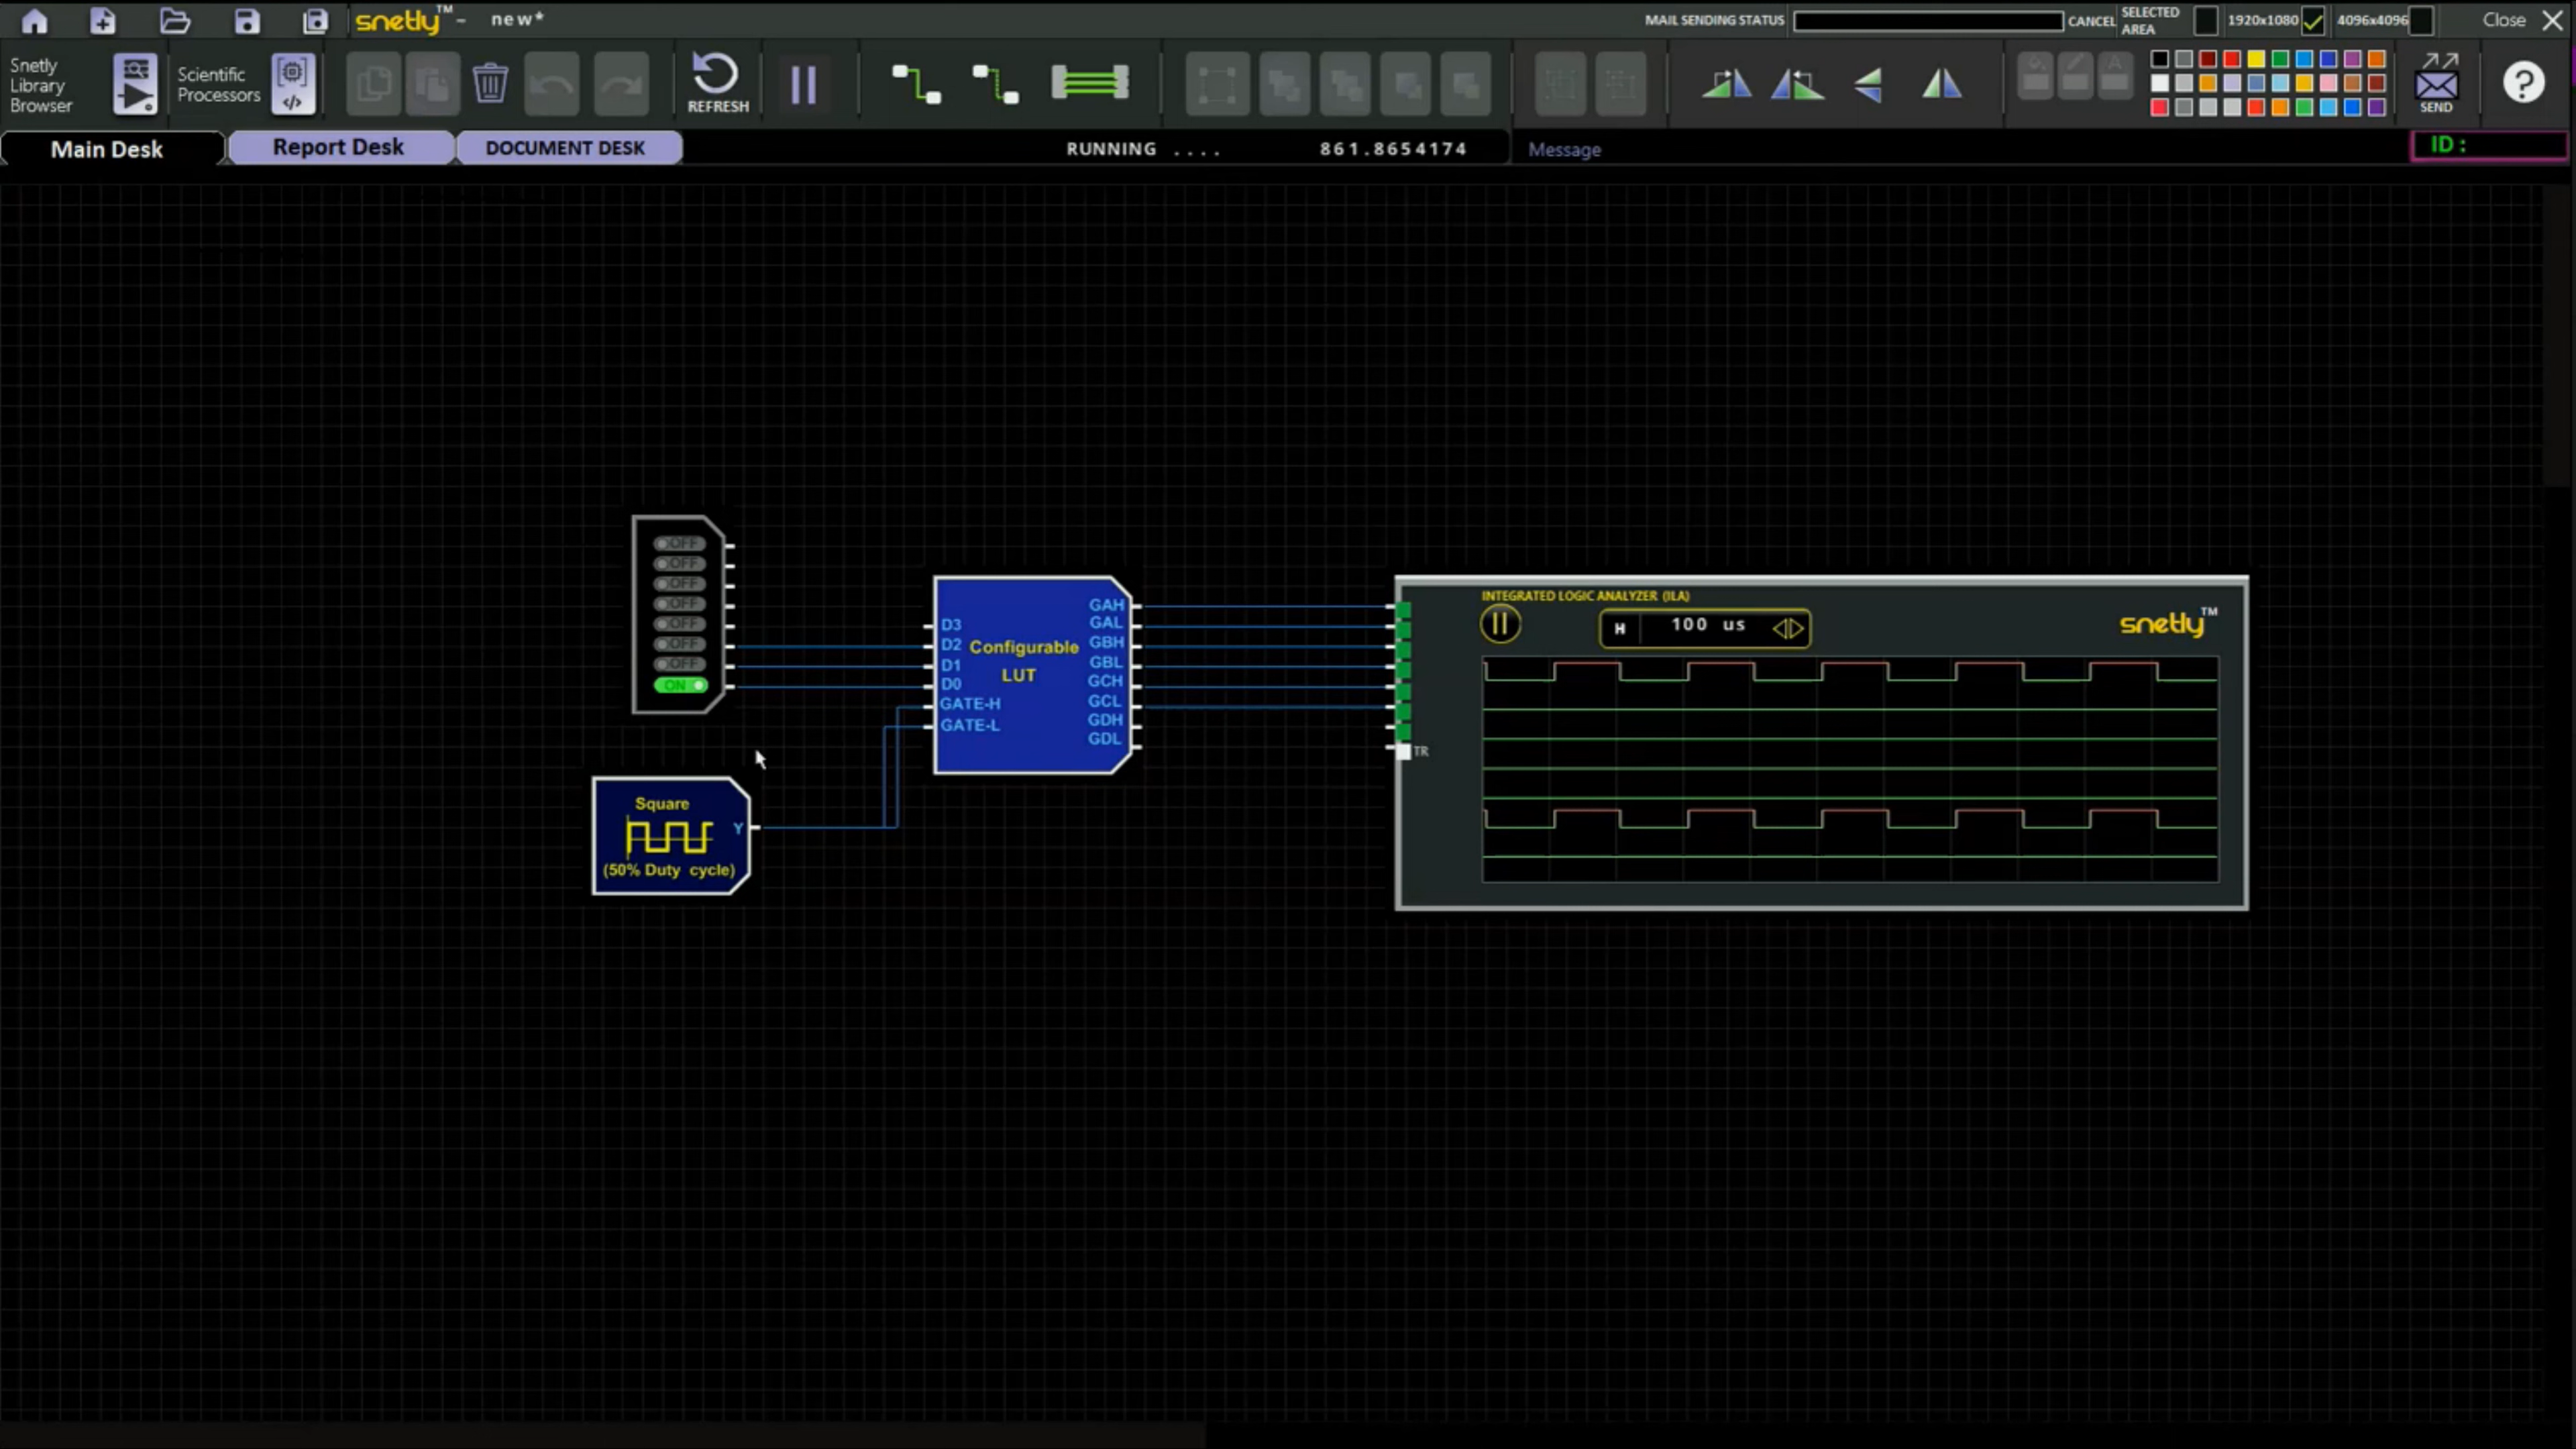 snetly™ - new*
MAIL SENDING STATUS
CANCEL
SELECTED
AREA
1920x1080
4096x4096
Close
Snetly
Library
Browser
Scientific
Processors
REFRESH
SEND
?
Main Desk
Report Desk
DOCUMENT DESK
RUNNING ....
861.8654174
Message
ID :
OFF
OFF
OFF
OFF
OFF
OFF
OFF
ON
Square
Y
(50% Duty cycle)
D3
D2
D1
D0
GATE-H
GATE-L
Configurable
LUT
GAH
GAL
GBH
GBL
GCH
GCL
GDH
GDL
INTEGRATED LOGIC ANALYZER (ILA)
H 100 us
snetly™
TR